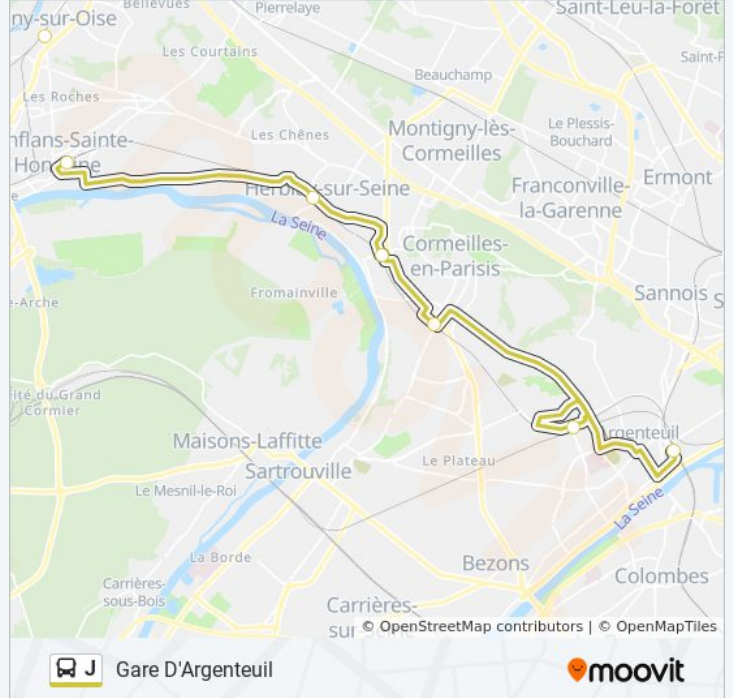 ny-sur-Oise
Bellevues
Pierrelaye
Saint-Leu-la-Forêt
Les Courtains
Saint-P
Beauchamp
Les Roches
Le Plessis-
Bouchard
Les Chênes
Montigny-lès-
Cormeilles
nflans-Sainte-
Honorine
Ermont
Franconville-
la-Garenne
Herblay-sur-Seine
La Seine
Cormeilles-
en-Parisis
Fromainville
Sannois
S
e-Arche
ité du Grand
Cormier
Argenteuil
Maisons-Laffitte
Sartrouville
Le Plateau
Le Mesnil-le-Roi
La Seine
La Borde
Bezons
Colombes
Carrières-
sous-Bois
Carrières-
sur-Seine
© OpenStreetMap contributors | © OpenMapTiles
J Gare D'Argenteuil
moovit